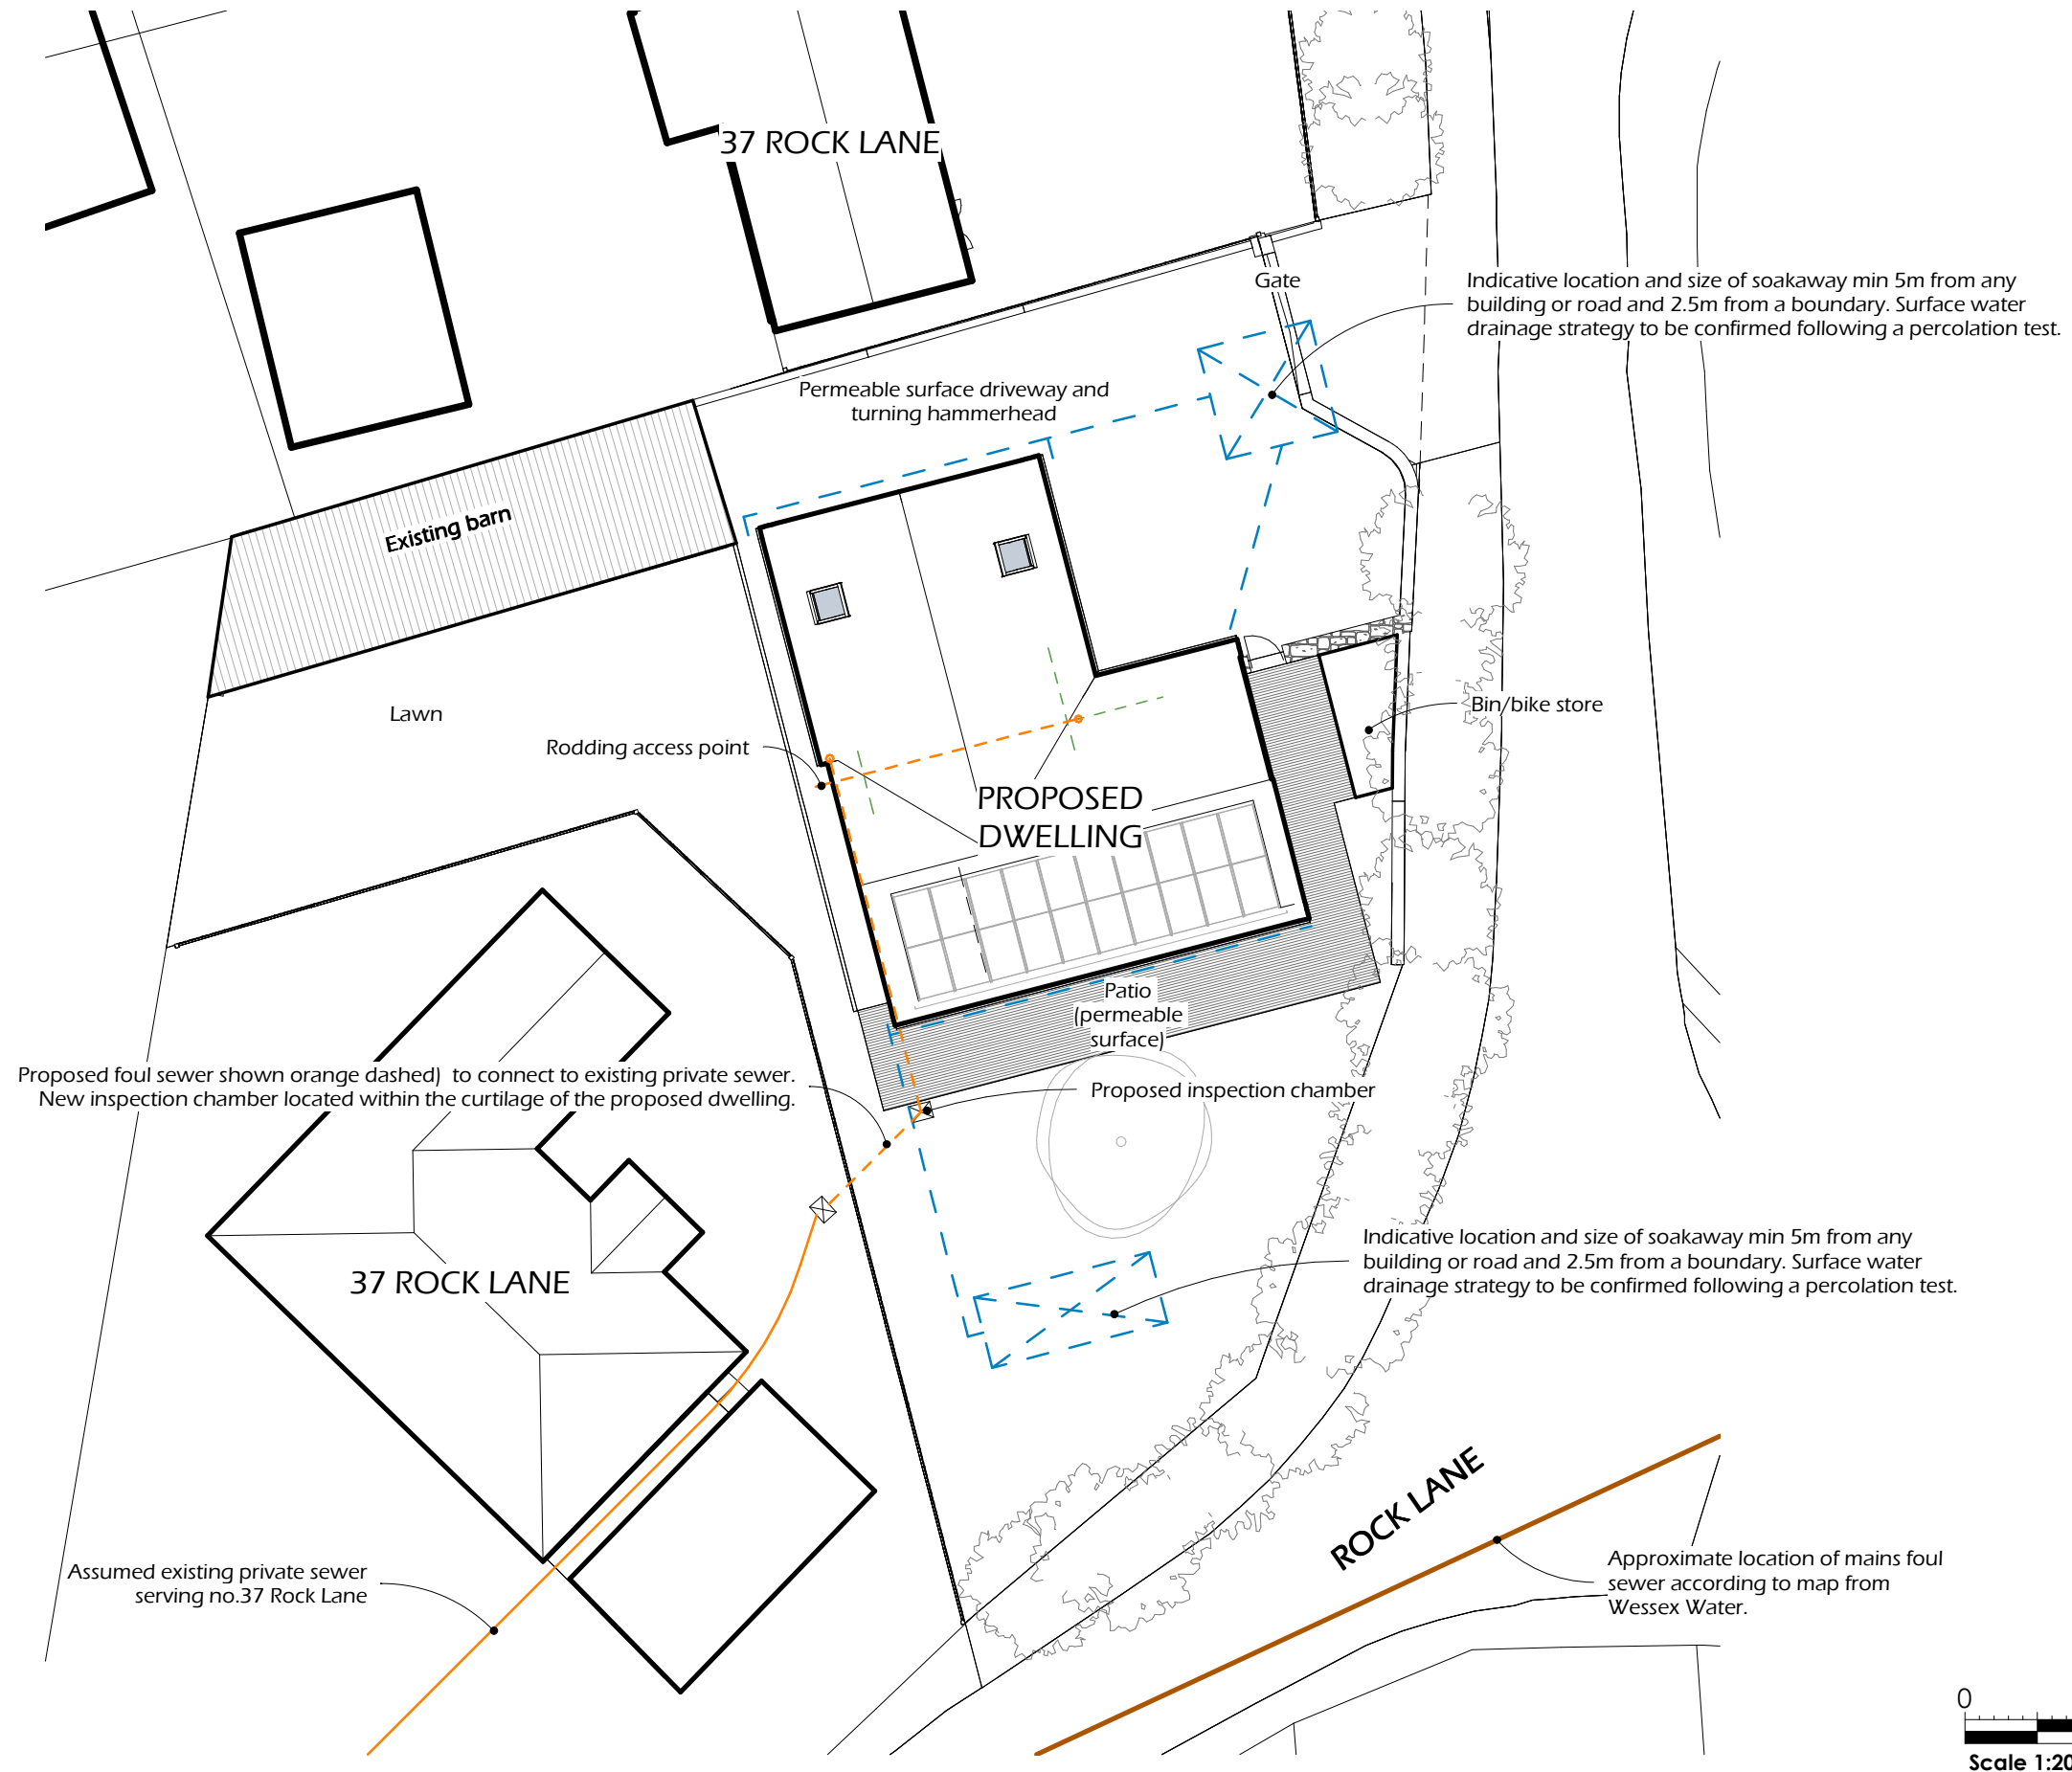 37 ROCK LANE
Gate
Indicative location and size of soakaway min 5m from any
building or road and 2.5m from a boundary. Surface water
drainage strategy to be confirmed following a percolation test.
Permeable surface driveway and
turning hammerhead
Existing barn
Lawn
Rodding access point
Bin/bike store
PROPOSED
DWELLING
Patio
(permeable
surface)
Proposed foul sewer shown orange dashed)  to connect to existing private sewer.
New inspection chamber located within the curtilage of the proposed dwelling.
Proposed inspection chamber
Indicative location and size of soakaway min 5m from any
building or road and 2.5m from a boundary. Surface water
drainage strategy to be confirmed following a percolation test.
37 ROCK LANE
ROCK LANE
Assumed existing private sewer
serving no.37 Rock Lane
Approximate location of mains foul
sewer according to map from
Wessex Water.
0
Scale 1:20